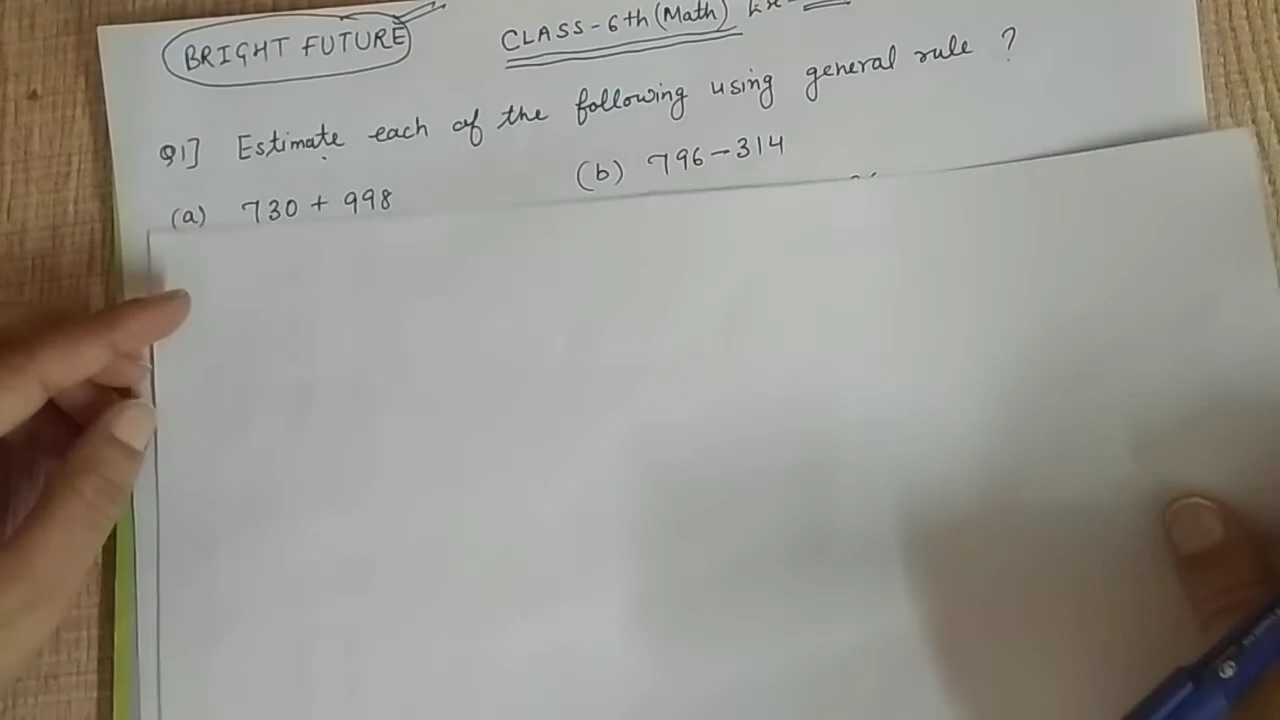 BRIGHT FUTURE
CLASS-6th (Math)
Q1] Estimate each of the following using general rule ?
(a) 730 + 998
(b) 796 - 314